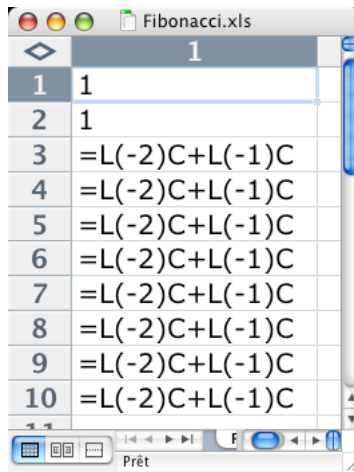 Fibonacci.xls
1
1 1
2 1
3 =L(-2)C+L(-1)C
4 =L(-2)C+L(-1)C
5 =L(-2)C+L(-1)C
6 =L(-2)C+L(-1)C
7 =L(-2)C+L(-1)C
8 =L(-2)C+L(-1)C
9 =L(-2)C+L(-1)C
10 =L(-2)C+L(-1)C
Prêt